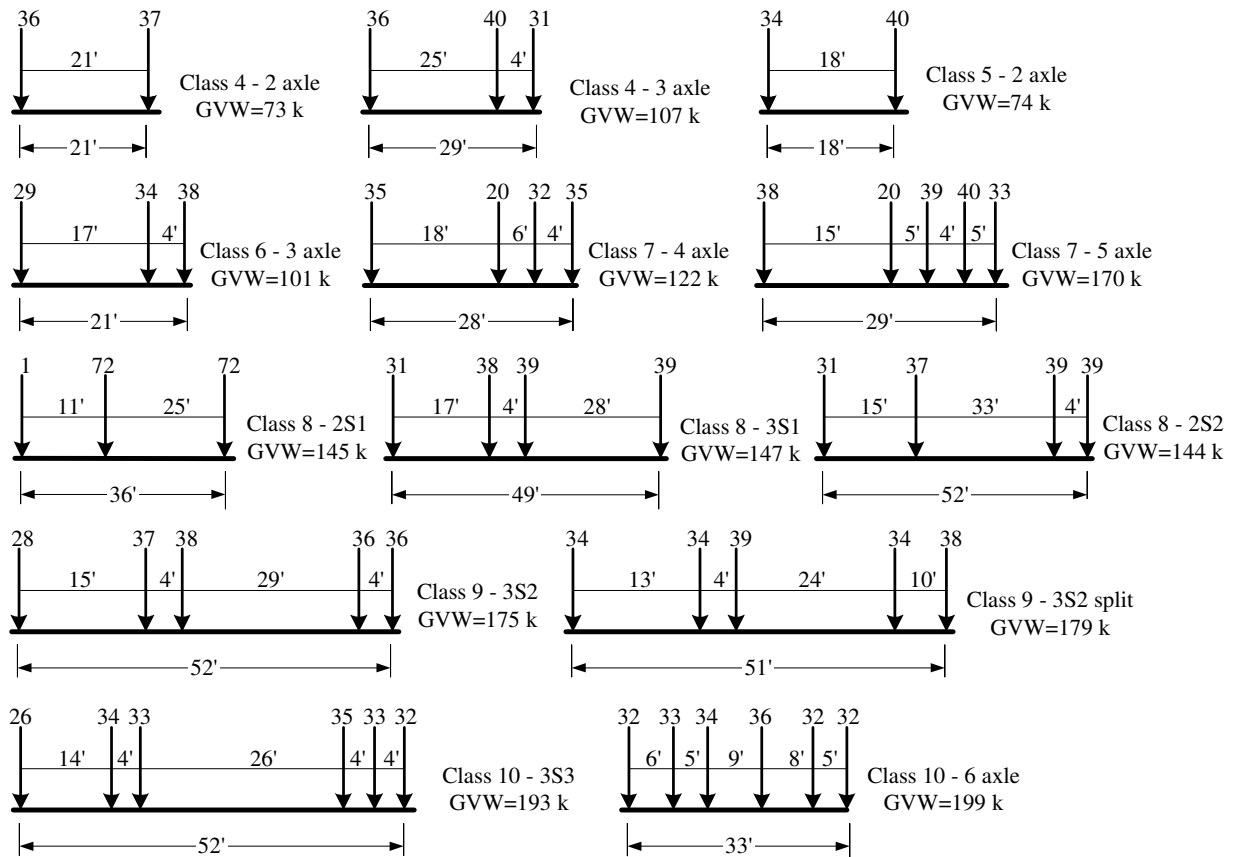 36 37
21'
Class 4 - 2 axle
GVW=73 k
21'
36 40 31
25' 4'
Class 4 - 3 axle
GVW=107 k
29'
34 40
18'
Class 5 - 2 axle
GVW=74 k
18'
29 34 38
17' 4'
Class 6 - 3 axle
GVW=101 k
21'
35 20 32 35
18' 6' 4'
Class 7 - 4 axle
GVW=122 k
28'
38 20 39 40 33
15' 5' 4' 5'
Class 7 - 5 axle
GVW=170 k
29'
1 72 72
11' 25'
Class 8 - 2S1
GVW=145 k
36'
31 38 39 39
17' 4' 28'
Class 8 - 3S1
GVW=147 k
49'
31 37 39 39
15' 33' 4'
Class 8 - 2S2
GVW=144 k
52'
28 37 38 36 36
15' 4' 29' 4'
Class 9 - 3S2
GVW=175 k
52'
34 34 39 34 38
13' 4' 24' 10'
Class 9 - 3S2 split
GVW=179 k
51'
26 34 33 35 33 32
14' 4' 26' 4' 4'
Class 10 - 3S3
GVW=193 k
52'
32 33 34 36 32 32
6' 5' 9' 8' 5'
Class 10 - 6 axle
GVW=199 k
33'